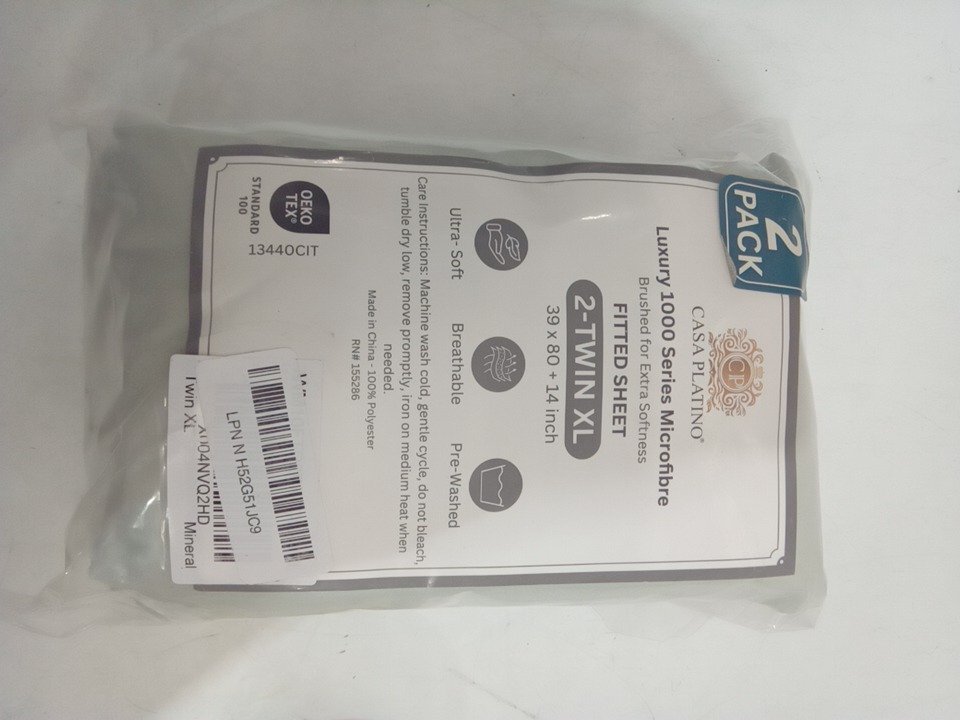 2
PACK
CP
CASA PLATINO®
Luxury 1000 Series Microfibre
Brushed for Extra Softness
FITTED SHEET
2-TWIN XL
39 x 80 + 14 inch
Ultra- Soft
Breathable
Pre-Washed
Care Instructions: Machine wash cold, gentle cycle, do not bleach,
tumble dry low, remove promptly, iron on medium heat when
needed.
Made in China - 100% Polyester
RN# 155286
OEKO
TEX®
STANDARD
100
13440CIT
LPN N H52G51JC9
X004NVQ2HD
Twin XL
Mineral